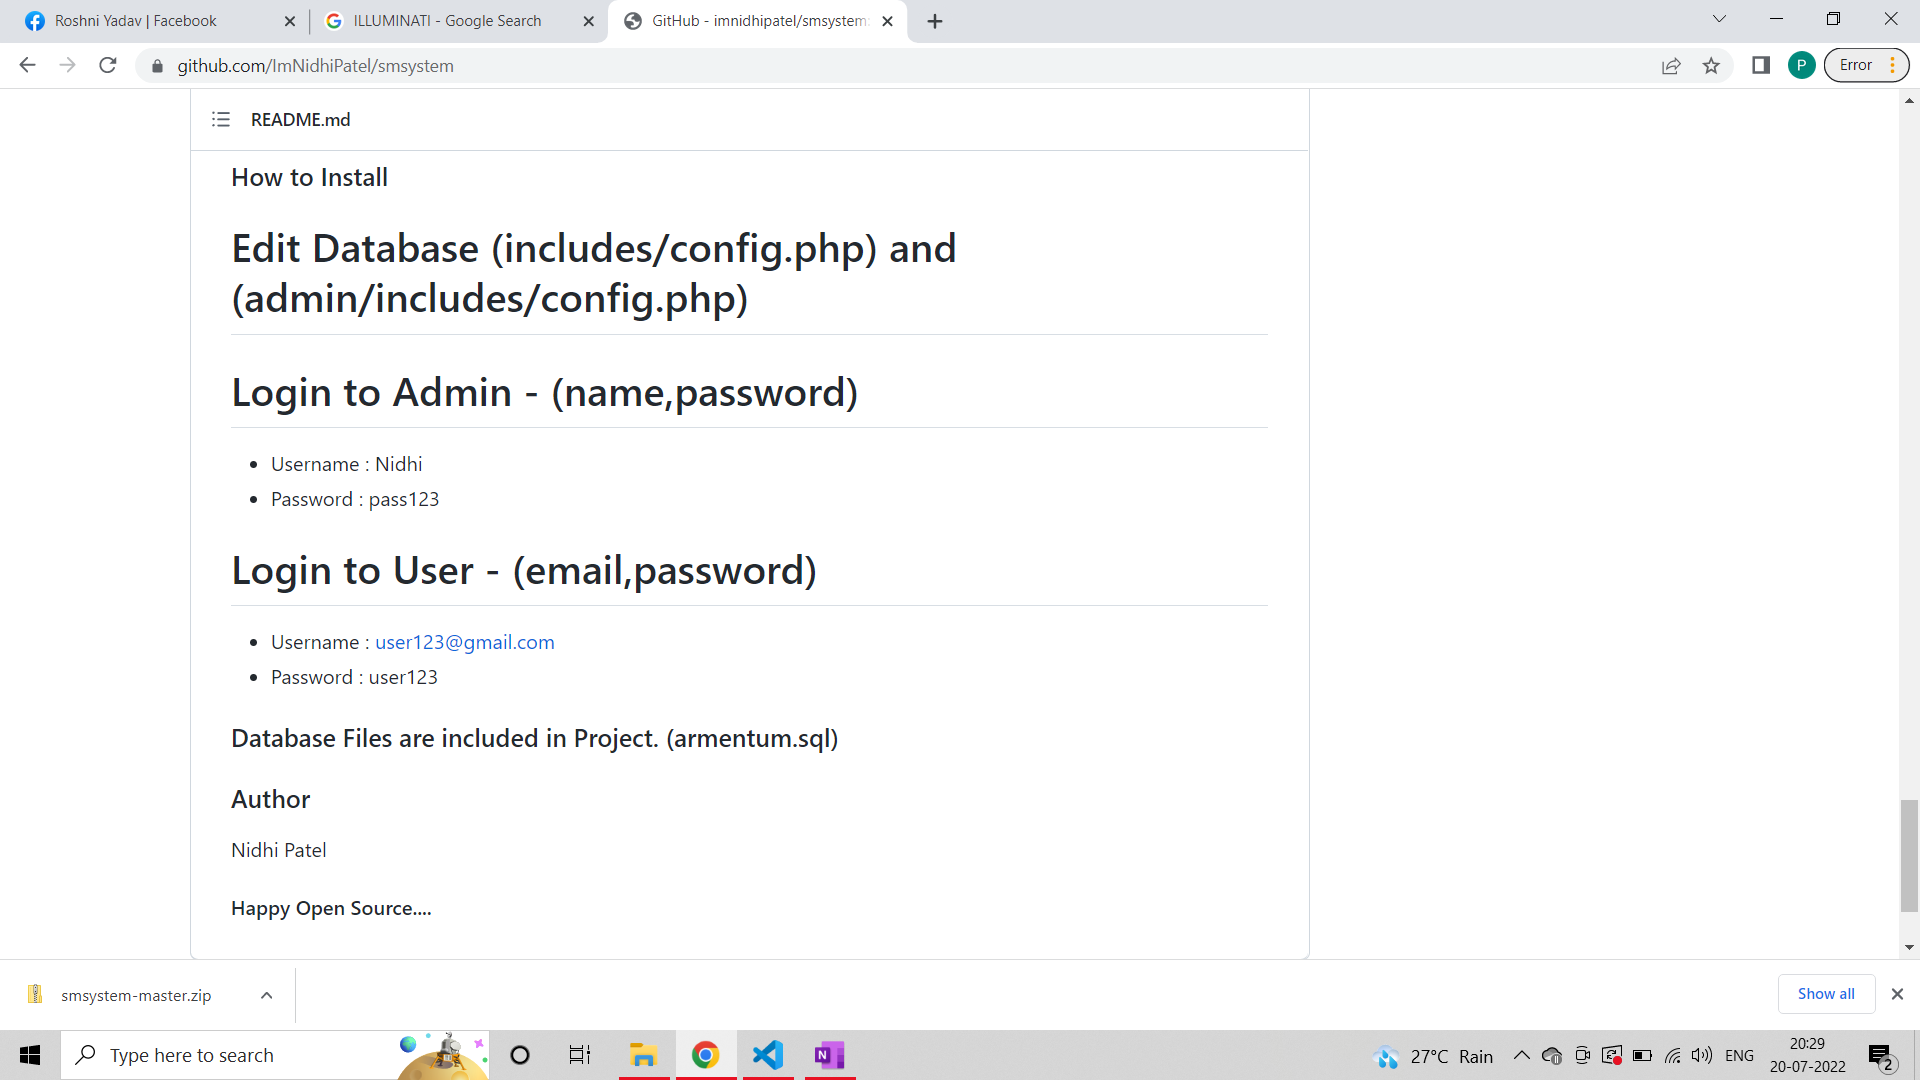 Roshni Yadav | Facebook
ILLUMINATI - Google Search
GitHub - imnidhipatel/smsystem:
github.com/ImNidhiPatel/smsystem
P
Error
README.md
How to Install
Edit Database (includes/config.php) and
(admin/includes/config.php)
Login to Admin - (name,password)
Username : Nidhi
Password : pass123
Login to User - (email,password)
Username : user123@gmail.com
Password : user123
Database Files are included in Project. (armentum.sql)
Author
Nidhi Patel
Happy Open Source....
smsystem-master.zip
Show all
Type here to search
N
27°C Rain
ENG
20:29
20-07-2022
2